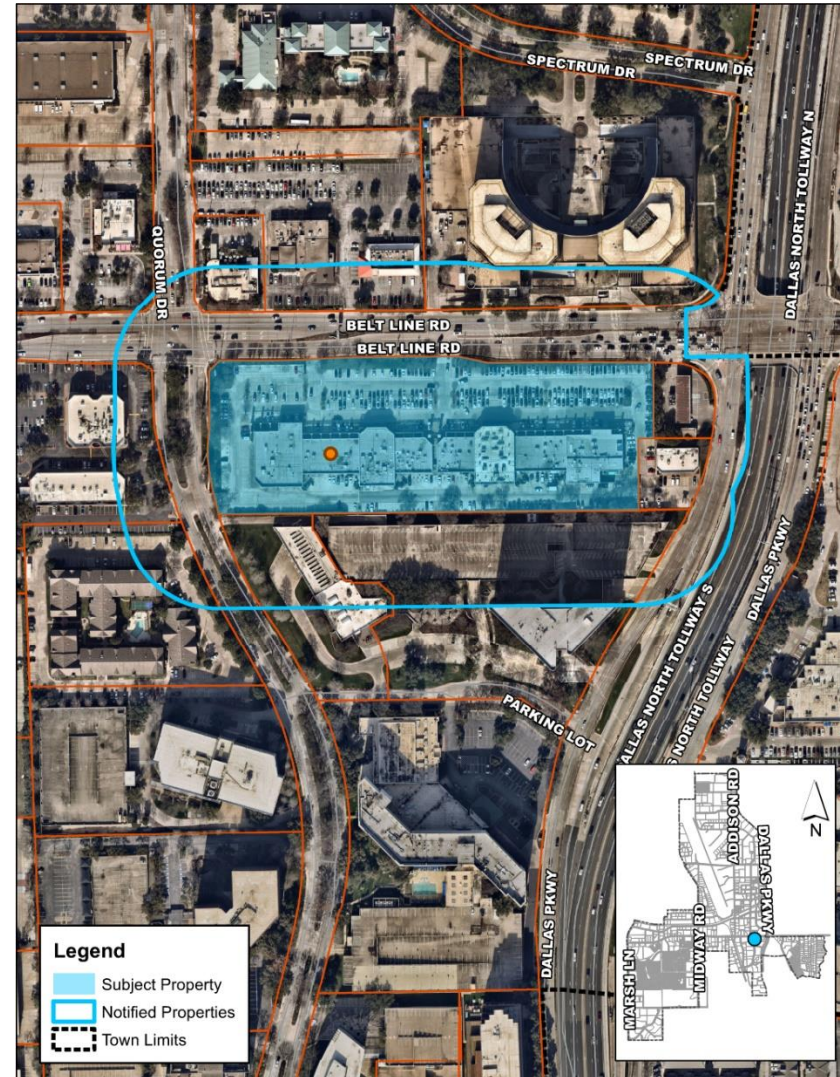 SPECTRUM DR
SPECTRUM DR
DALLAS NORTH TOLLWAY N
QUORUM DR
BELT LINE RD
BELT LINE RD
DALLAS PKWY
DALLAS NORTH TOLLWAY S
S NORTH TOLLWAY
PARKING LOT
DALLAS PKWY
Legend
Subject Property
Notified Properties
Town Limits
ADDISON RD
DALLAS PKWY
MIDWAY RD
MARSH LN
N